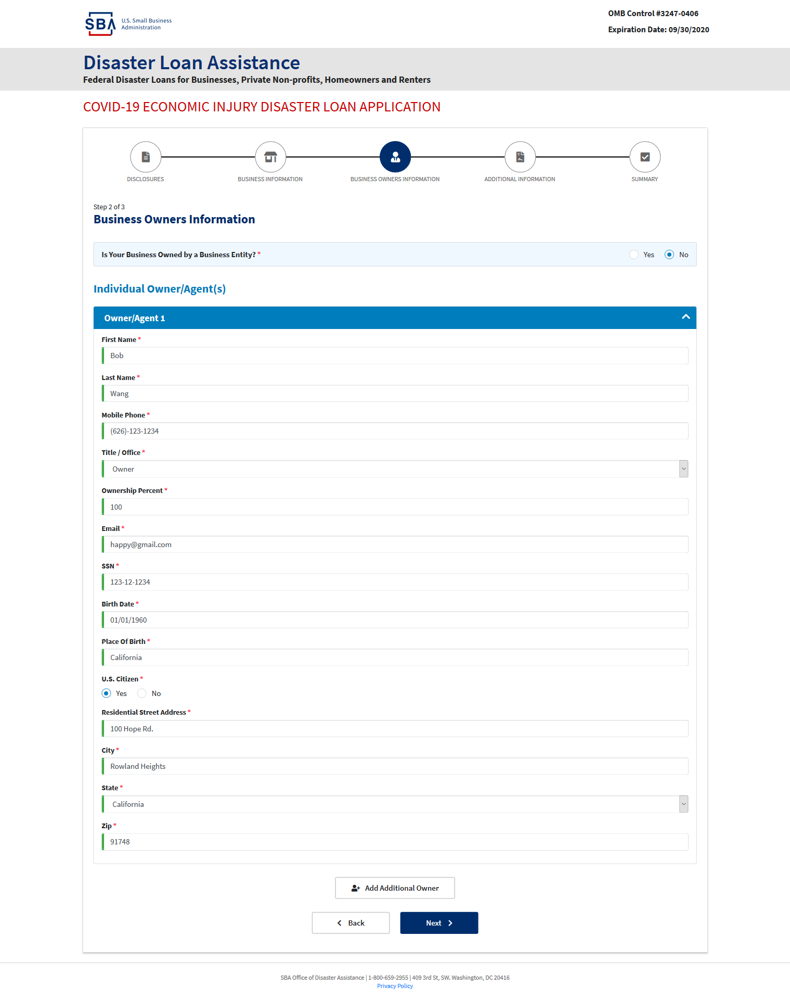 SBA U.S. Small Business
Administration
OMB Control #3247-0406
Expiration Date: 09/30/2020
Disaster Loan Assistance
Federal Disaster Loans for Businesses, Private Non-profits, Homeowners and Renters
COVID-19 ECONOMIC INJURY DISASTER LOAN APPLICATION
DISCLOSURES BUSINESS INFORMATION BUSINESS OWNERS INFORMATION ADDITIONAL INFORMATION SUMMARY
Step 2 of 3
Business Owners Information
Is Your Business Owned by a Business Entity? * Yes No
Individual Owner/Agent(s)
Owner/Agent 1
First Name *
Bob
Last Name *
Wang
Mobile Phone *
(626)-123-1234
Title / Office *
Owner
Ownership Percent *
100
Email *
happy@gmail.com
SSN *
123-12-1234
Birth Date *
01/01/1960
Place Of Birth *
California
U.S. Citizen *
Yes No
Residential Street Address *
100 Hope Rd.
City *
Rowland Heights
State *
California
Zip *
91748
Add Additional Owner
Back Next
SBA Office of Disaster Assistance | 1-800-659-2955 | 409 3rd St, SW. Washington, DC 20416
Privacy Policy